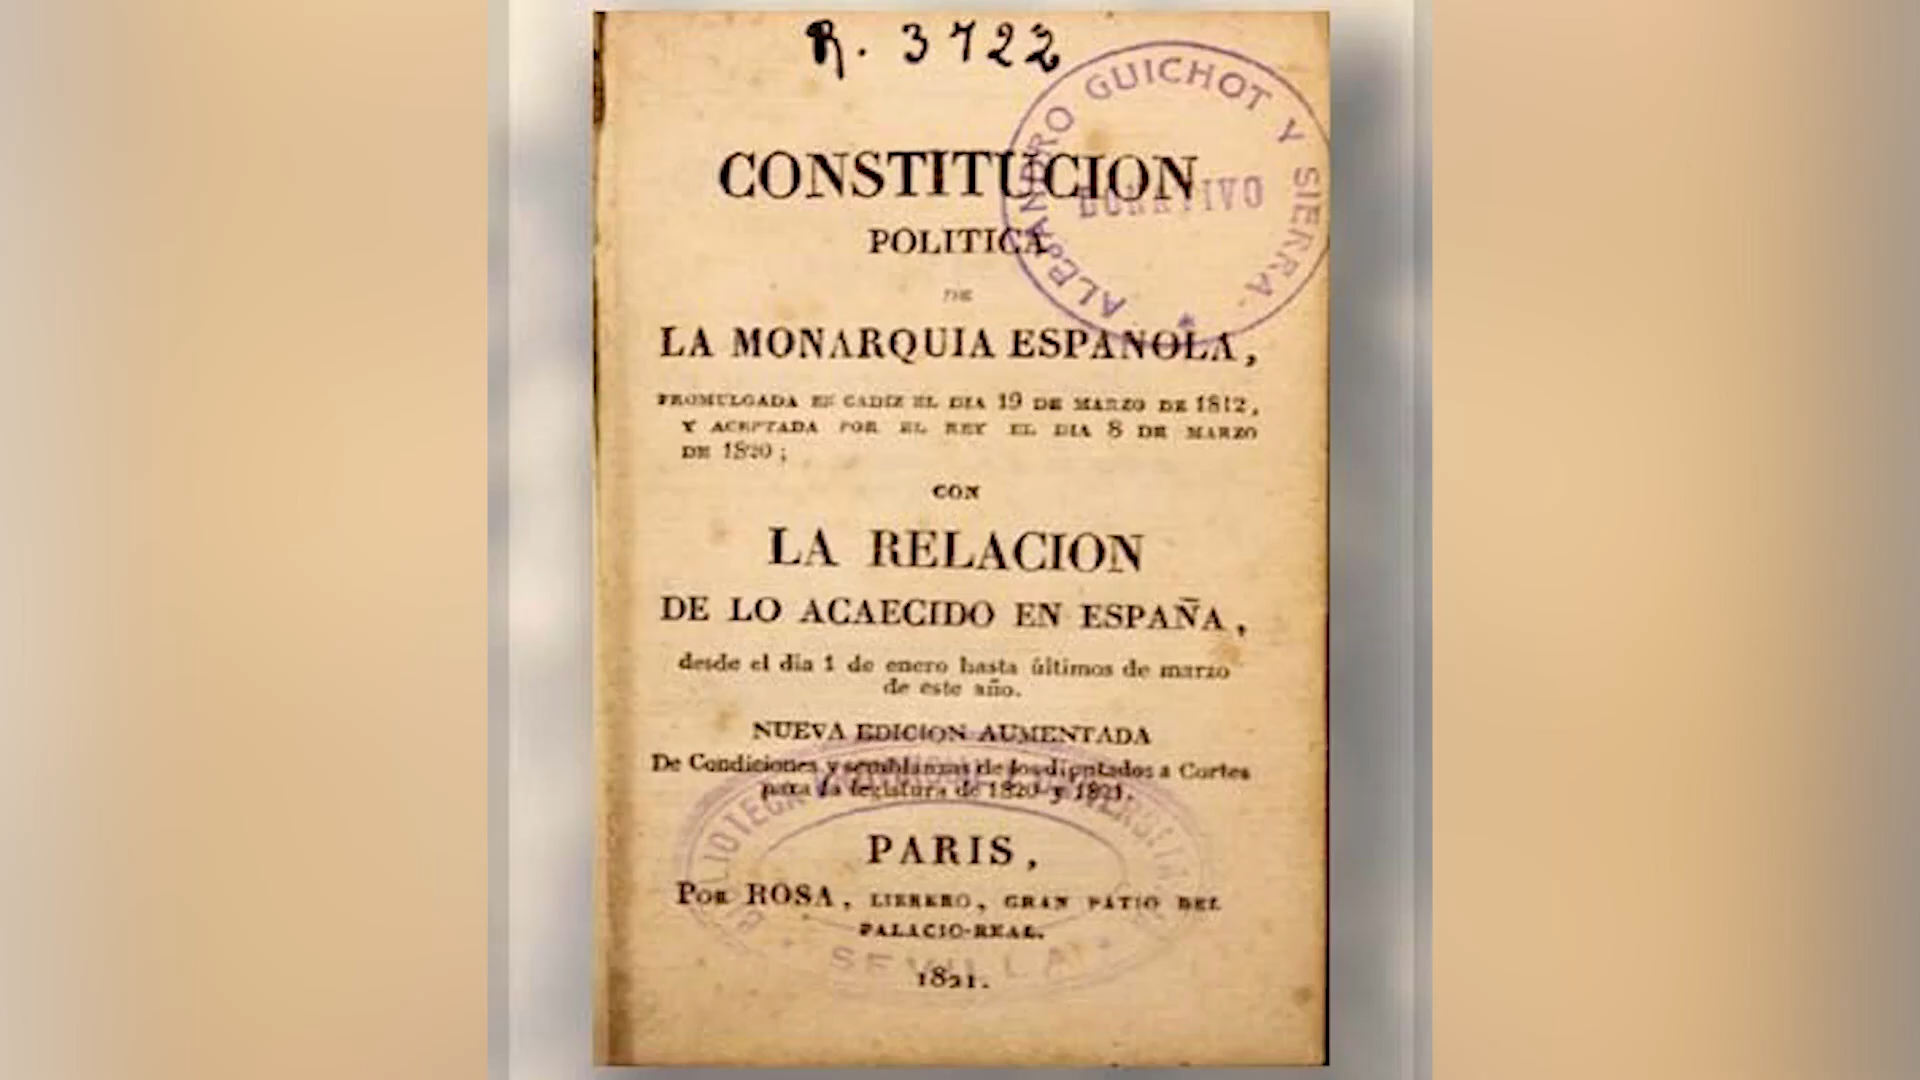 R. 3722
ALEJANDRO GUICHOT Y SIERRA
DONATIVO
CONSTITUCION
POLITICA
DE
LA MONARQUIA ESPAÑOLA,
PROMULGADA EN CADIZ EL DIA 19 DE MARZO DE 1812,
Y ACEPTADA POR EL REY EL DIA 8 DE MARZO
DE 1820;
CON
LA RELACION
DE LO ACAECIDO EN ESPAÑA,
desde el dia 1 de enero hasta últimos de marzo
de este año.
NUEVA EDICION AUMENTADA
De Condiciones y semblanzas de los diputados a Cortes
para la legislatura de 1820 y 1821.
PARIS,
POR ROSA, LIBRERO, GRAN PATIO DEL
PALACIO-REAL.
1821.
BIBLIOTECA
SEVILLA